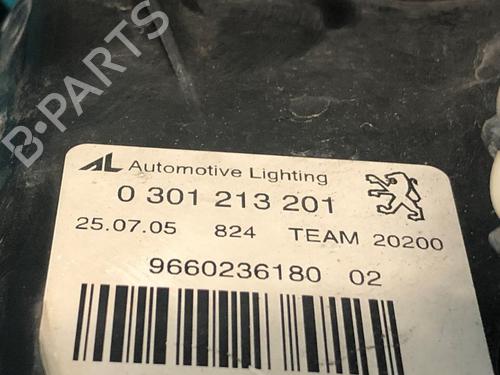 B-PARTS
AL Automotive Lighting
0 301 213 201
25.07.05 824 TEAM 20200
9660236180 02